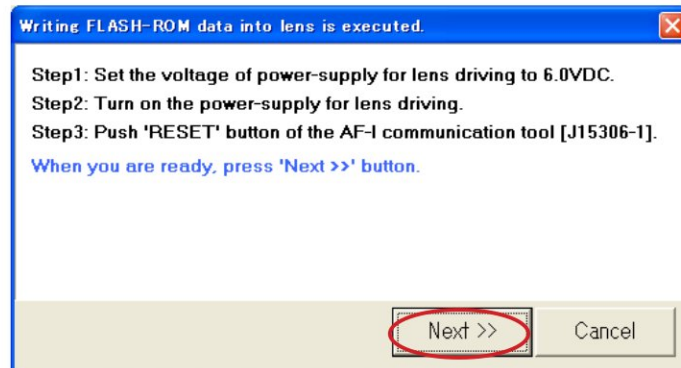 Writing FLASH-ROM data into lens is executed.
Step1: Set the voltage of power-supply for lens driving to 6.0VDC.
Step2: Turn on the power-supply for lens driving.
Step3: Push 'RESET' button of the AF-I communication tool [J15306-1].
When you are ready, press 'Next >>' button.
Next >>
Cancel